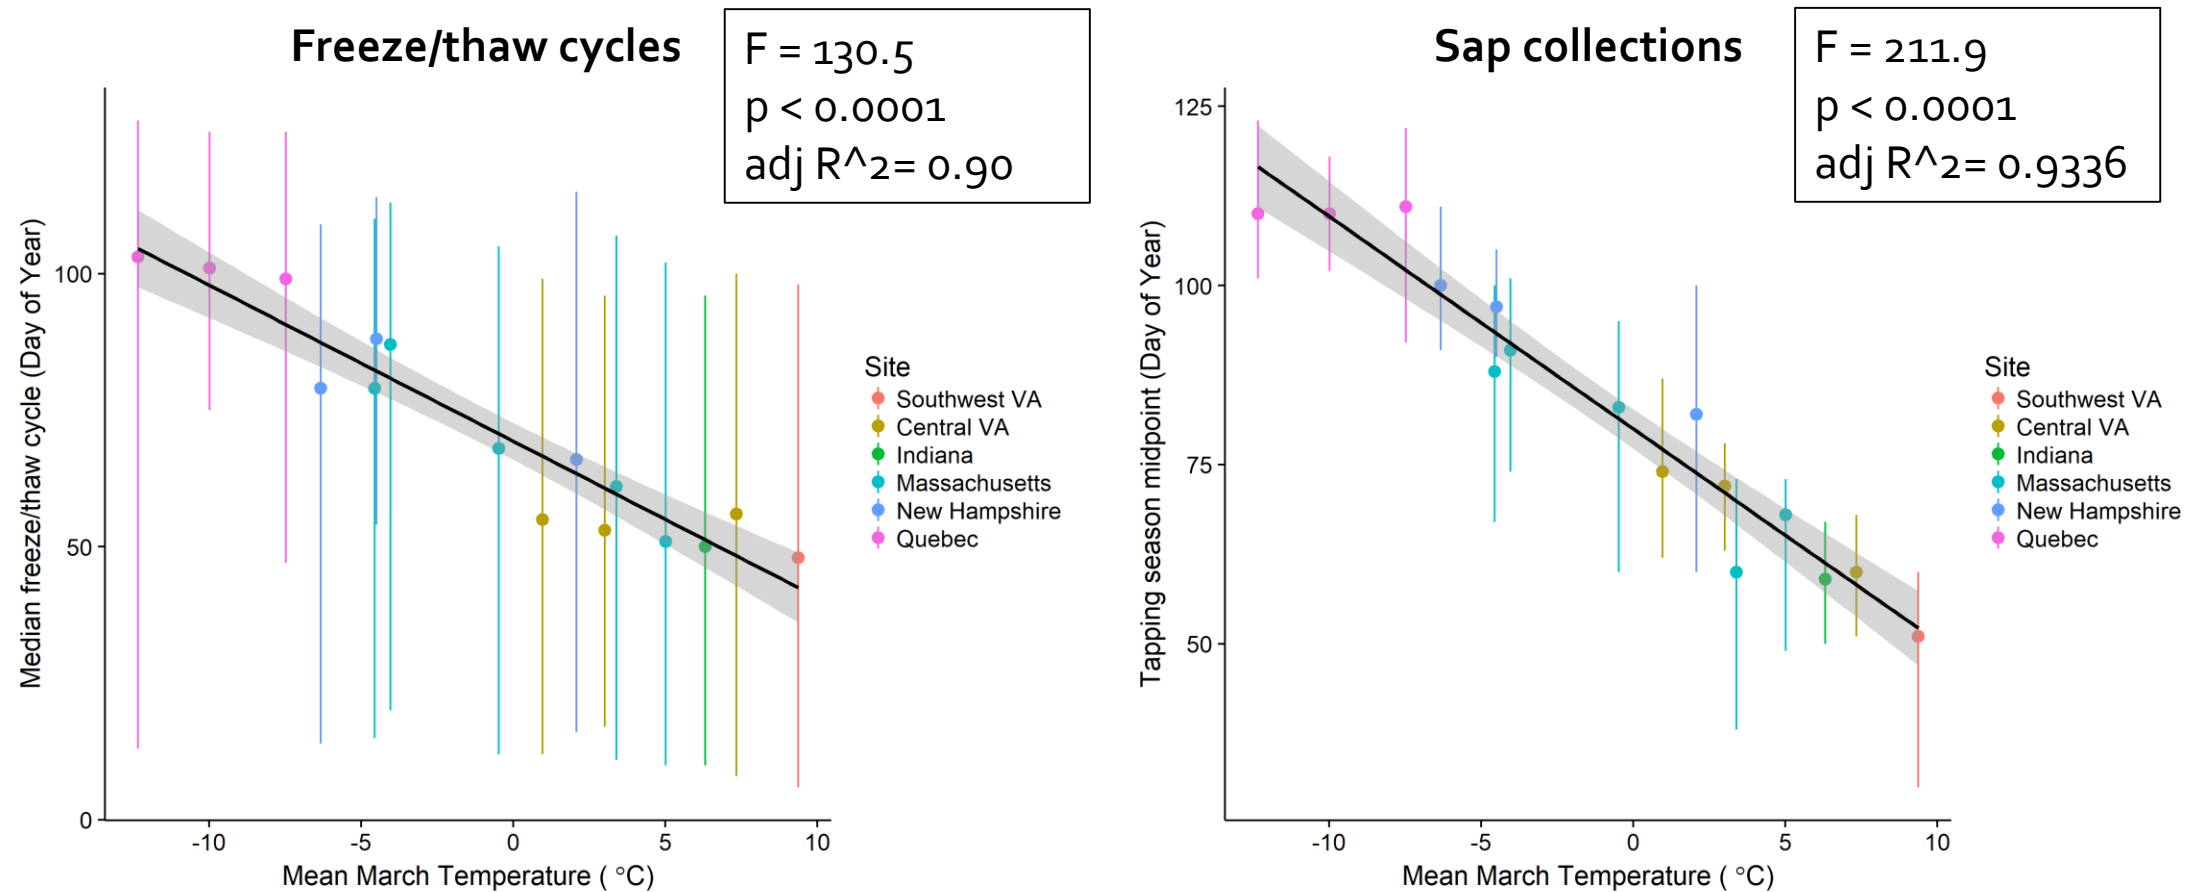 Freeze/thaw cycles
F = 130.5
p < 0.0001
adj R^2= 0.90
Median freeze/thaw cycle (Day of Year)
100
50
0
-10
-5
0
5
10
Mean March Temperature ( °C)
Site
Southwest VA
Central VA
Indiana
Massachusetts
New Hampshire
Quebec
Sap collections
F = 211.9
p < 0.0001
adj R^2= 0.9336
Tapping season midpoint (Day of Year)
125
100
75
50
-10
-5
0
5
10
Mean March Temperature ( °C)
Site
Southwest VA
Central VA
Indiana
Massachusetts
New Hampshire
Quebec